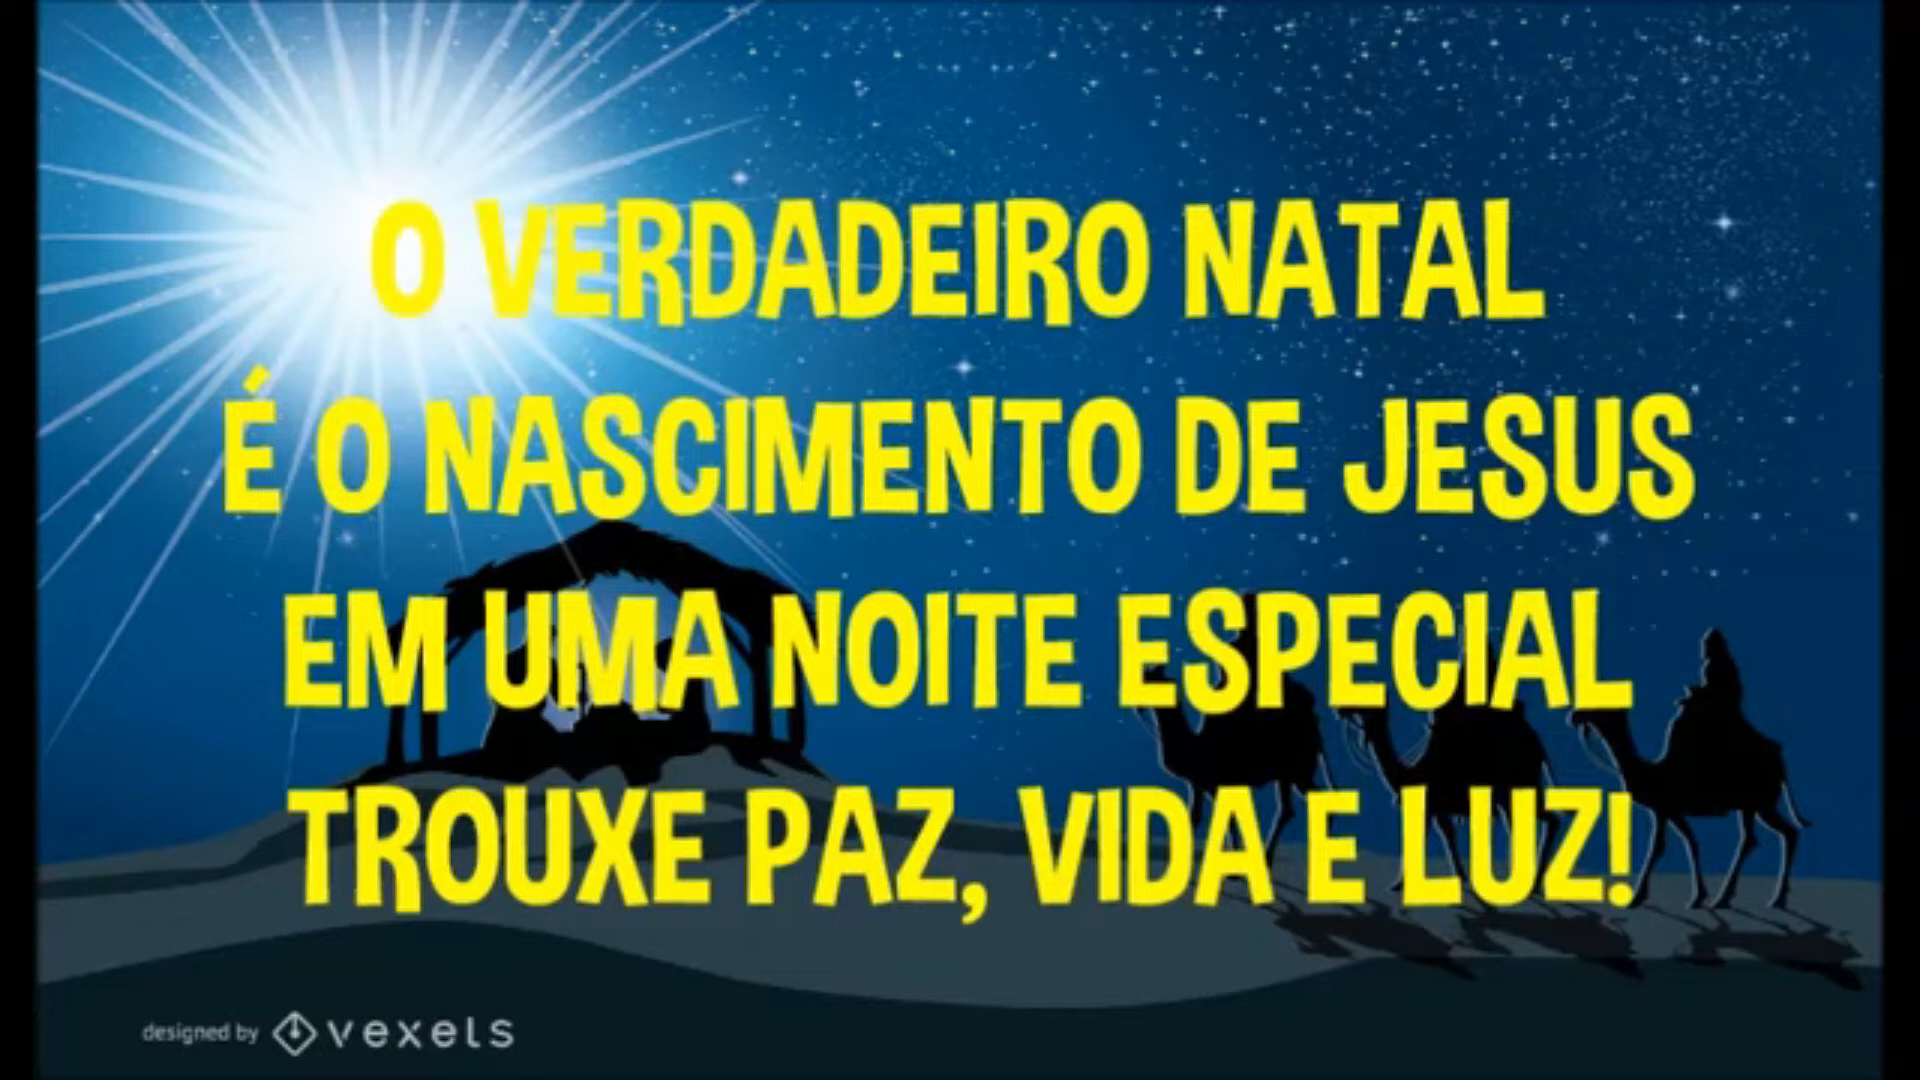 O VERDADEIRO NATAL
É O NASCIMENTO DE JESUS
EM UMA NOITE ESPECIAL
TROUXE PAZ, VIDA E LUZ!
designed by vexels